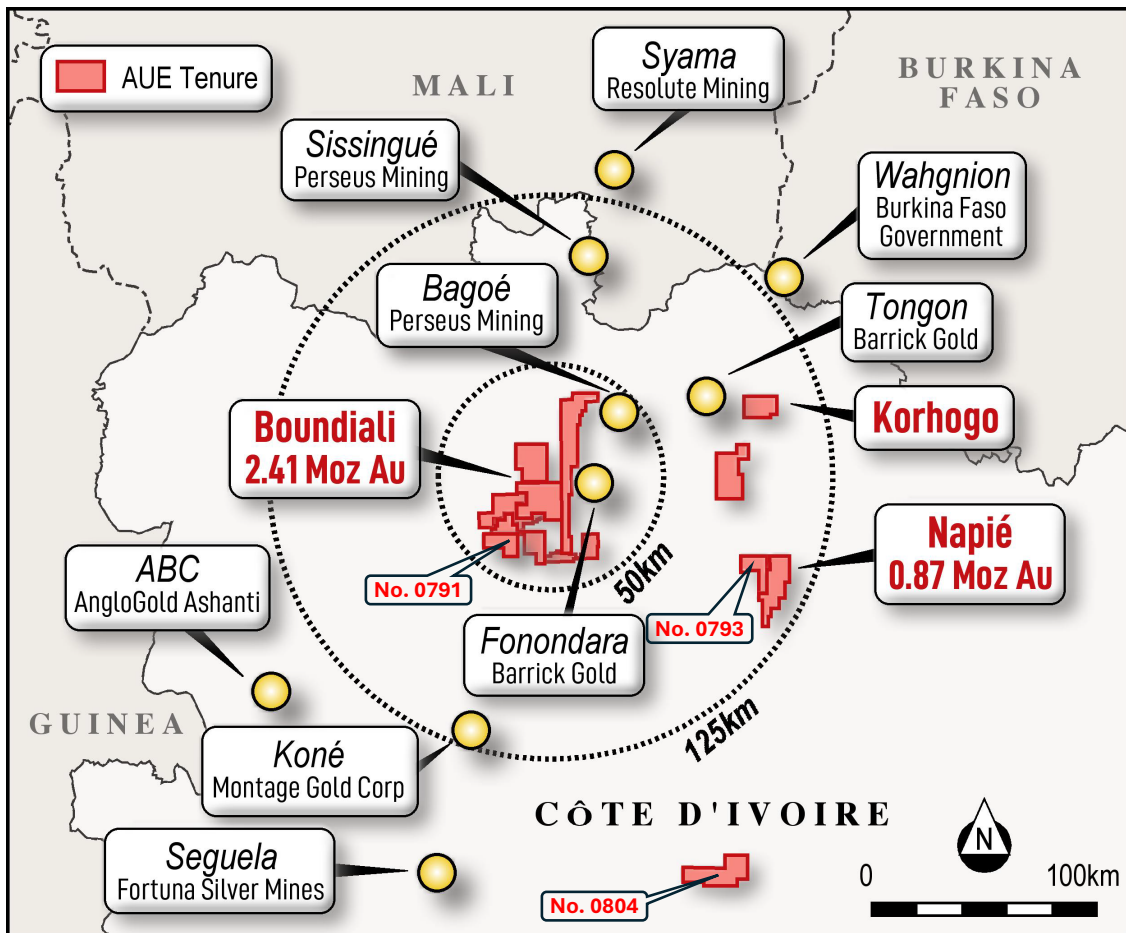 AUE Tenure
MALI
BURKINA
FASO
Syama
Resolute Mining
Sissingué
Perseus Mining
Wahgnion
Burkina Faso
Government
Bagoé
Perseus Mining
Tongon
Barrick Gold
Boundiali
2.41 Moz Au
Korhogo
Napié
0.87 Moz Au
ABC
AngloGold Ashanti
No. 0791
50km
No. 0793
Fonondara
Barrick Gold
GUINEA
125km
Koné
Montage Gold Corp
CÔTE D'IVOIRE
N
Seguela
Fortuna Silver Mines
No. 0804
0 100km